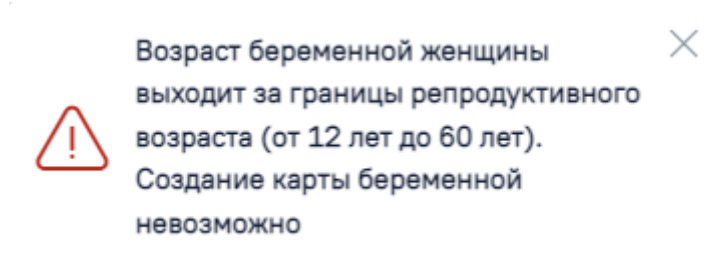 Возраст беременной женщины
выходит за границы репродуктивного
возраста (от 12 лет до 60 лет).
Создание карты беременной
невозможно